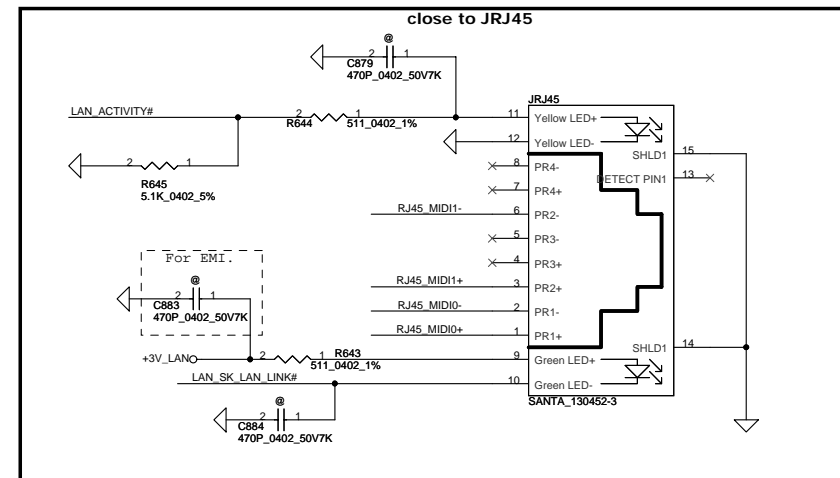 close to JRJ45
@
2 1
C879
470P_0402_50V7K
JRJ45
LAN_ACTIVITY#
2 1
R644 511_0402_1%
11 Yellow LED+
12 Yellow LED-
SHLD1 15
2 1
R645
5.1K_0402_5%
8 PR4-
DETECT PIN1 13
7 PR4+
RJ45_MIDI1- 6 PR2-
5 PR3-
4 PR3+
For EMI.
@
2 1
C883
470P_0402_50V7K
RJ45_MIDI1+ 3 PR2+
RJ45_MIDI0- 2 PR1-
RJ45_MIDI0+ 1 PR1+
SHLD1 14
+3V_LAN 2 1 R643
511_0402_1%
9 Green LED+
LAN_SK_LAN_LINK# 10 Green LED-
SANTA_130452-3
@
2 1
C884
470P_0402_50V7K